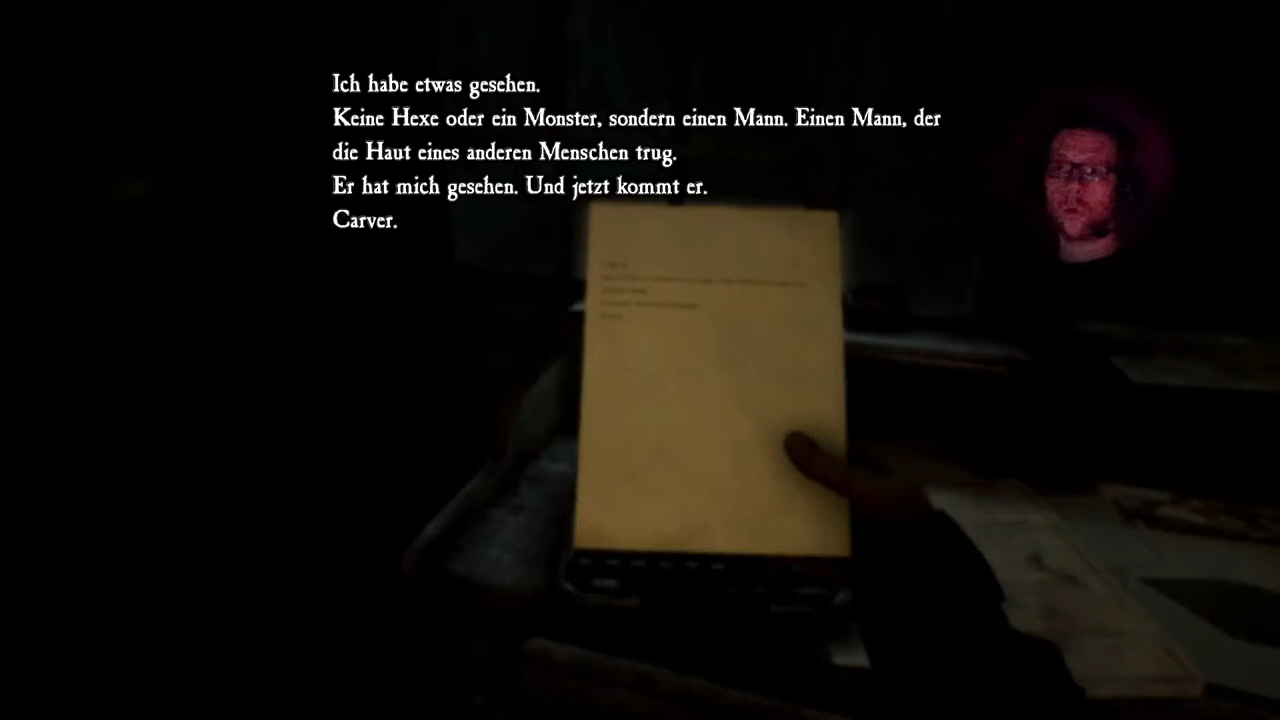 Ich habe etwas gesehen.
Keine Hexe oder ein Monster, sondern einen Mann. Einen Mann, der
die Haut eines anderen Menschen trug.
Er hat mich gesehen. Und jetzt kommt er.
Carver.